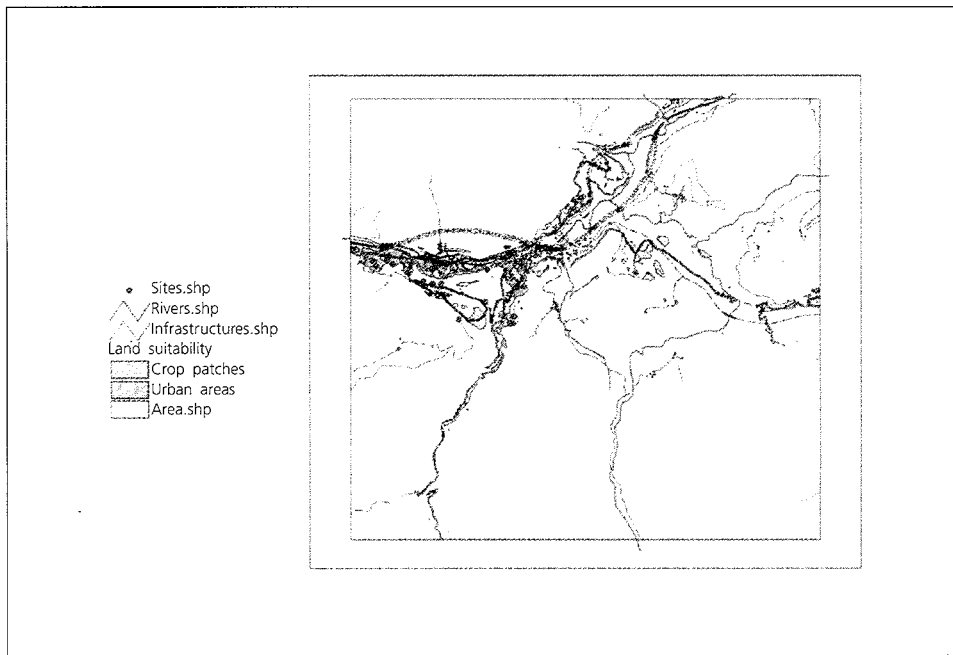 Sites.shp
Rivers.shp
Infrastructures.shp
Land suitability
Crop patches
Urban areas
Area.shp